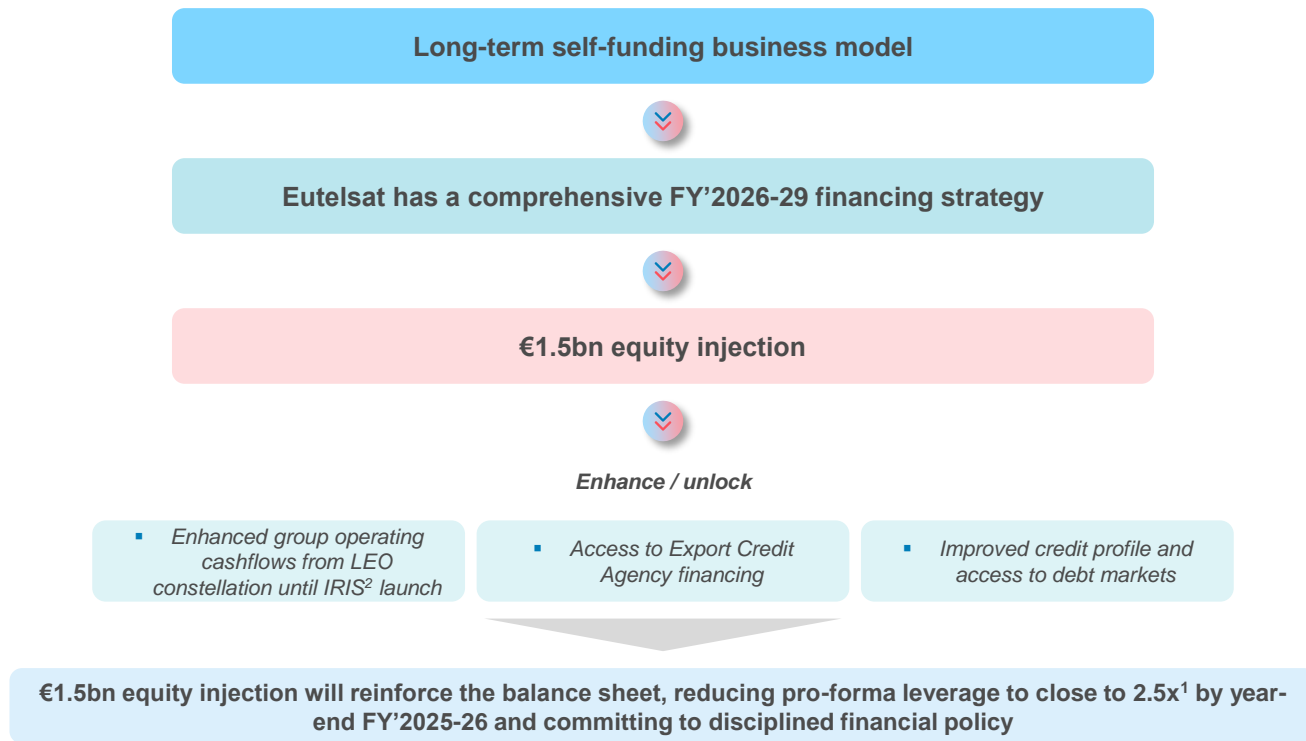 Long-term self-funding business model
Eutelsat has a comprehensive FY’2026-29 financing strategy
€1.5bn equity injection
Enhance / unlock
▪ Enhanced group operating
cashflows from LEO
constellation until IRIS² launch
▪ Access to Export Credit
Agency financing
▪ Improved credit profile and
access to debt markets
€1.5bn equity injection will reinforce the balance sheet, reducing pro-forma leverage to close to 2.5x¹ by year-
end FY’2025-26 and committing to disciplined financial policy